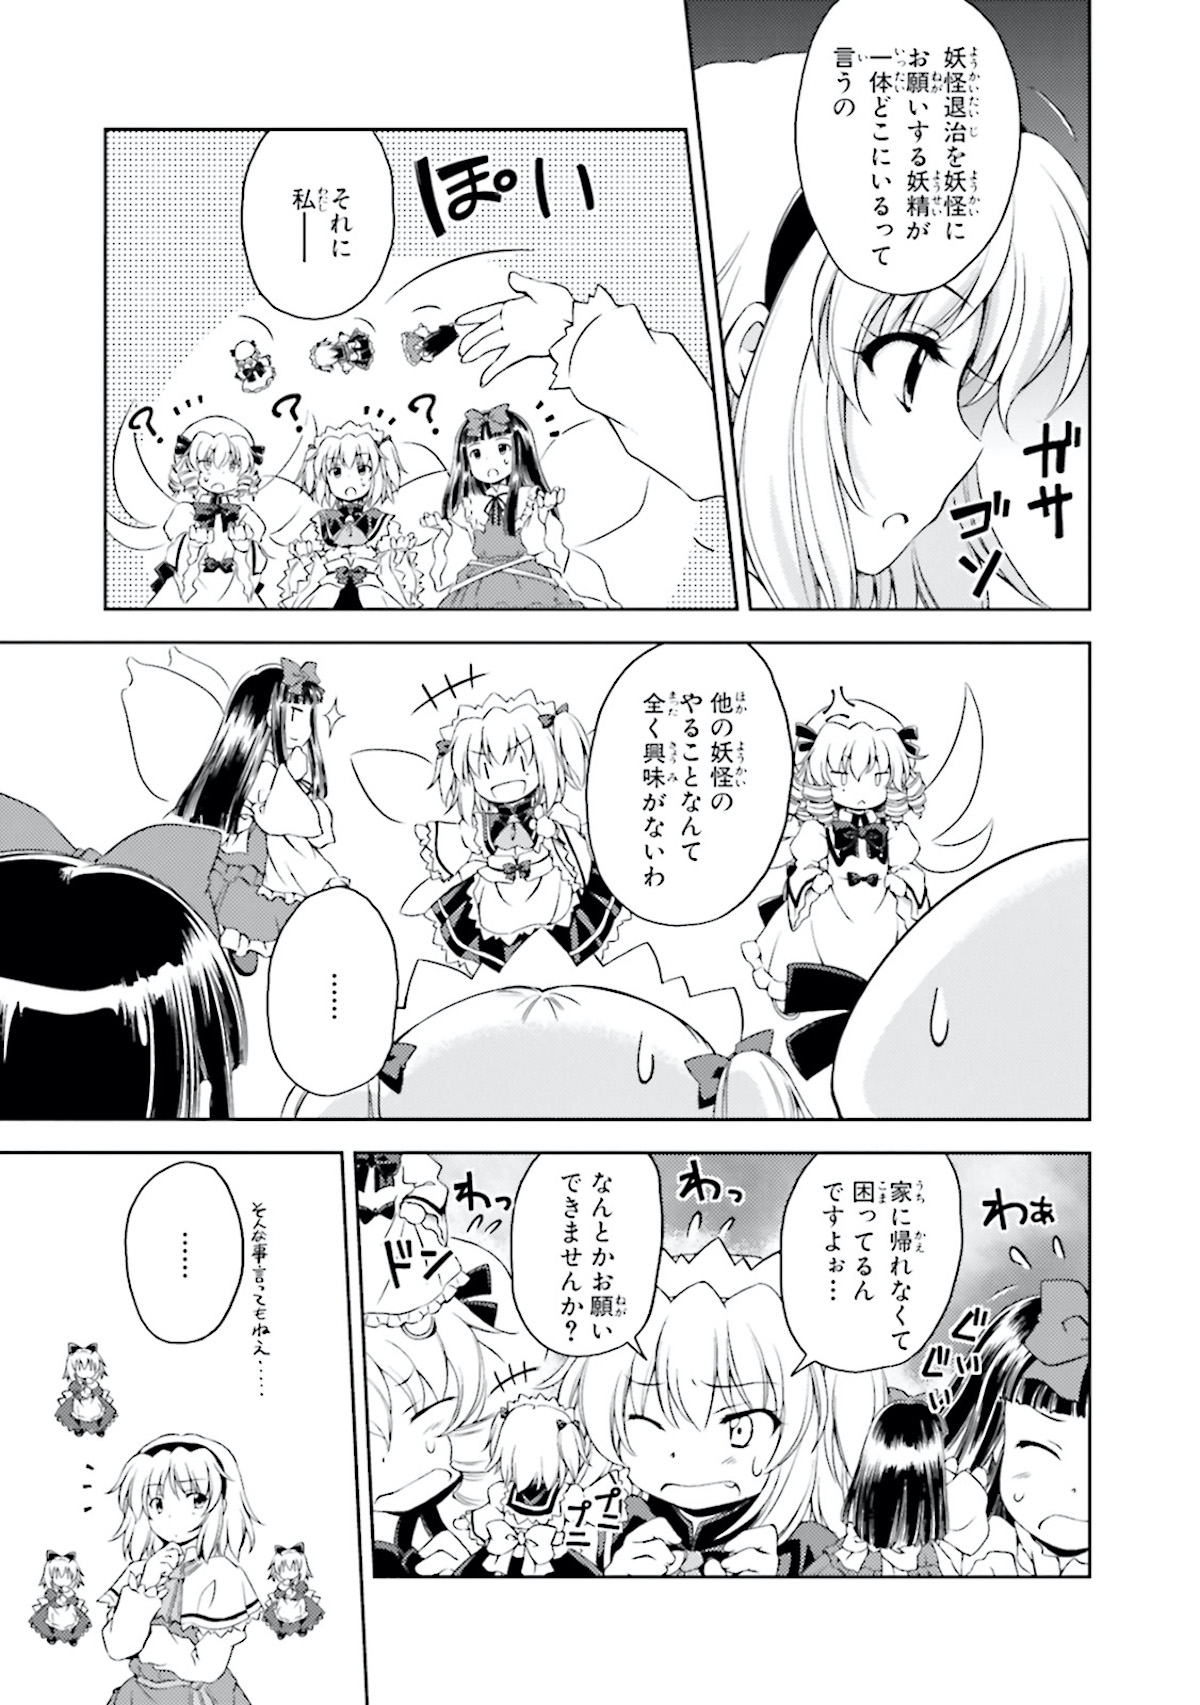 妖怪退治を妖怪に
お願いする妖精が
一体どこにいるって
言うの
ガサ
ゴソ
ぽい
それに
私――
?
?
?
他の妖怪の
やることなんて
全く興味がないわ
……
家に帰れなくて
困ってるん
ですよぉ…
なんとかお願い
できませんか?
わぁ
わっ
わっ
ドン
ぐいぐい
プニ
プニ
そんな事言ってもねぇ……
……